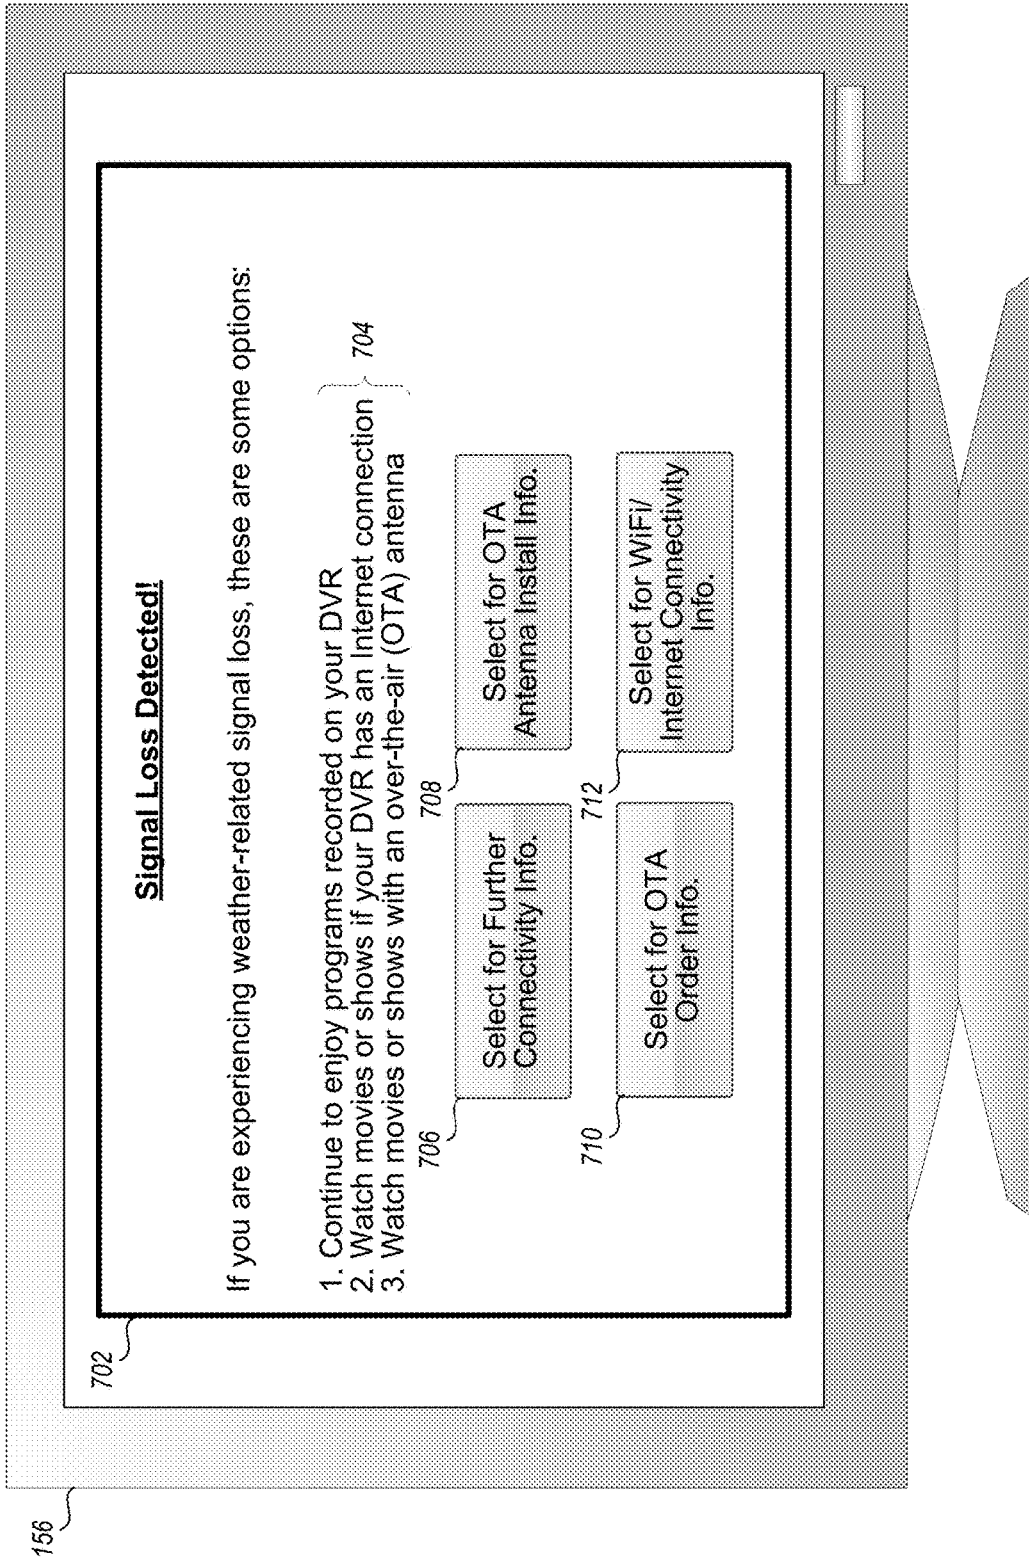 156
702
Signal Loss Detected!
If you are experiencing weather-related signal loss, these are some options:
1. Continue to enjoy programs recorded on your DVR
2. Watch movies or shows if your DVR has an Internet connection
3. Watch movies or shows with an over-the-air (OTA) antenna
704
706
Select for Further
Connectivity Info.
708
Select for OTA
Antenna Install Info.
710
Select for OTA
Order Info.
712
Select for WiFi/
Internet Connectivity
Info.